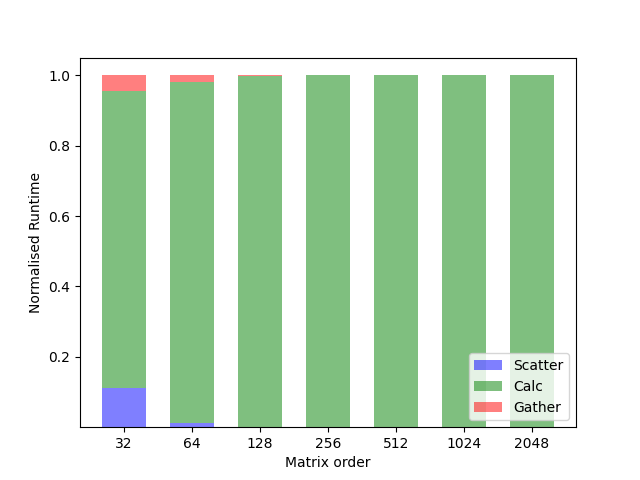 1.0
0.8
0.6
0.4
0.2
Normalised Runtime
Scatter
Calc
Gather
32 64 128 256 512 1024 2048
Matrix order